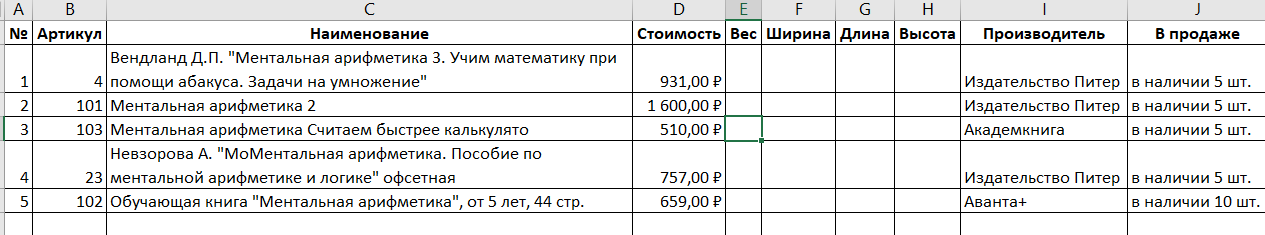 A B C D E F G H I J
№ Артикул Наименование Стоимость Вес Ширина Длина Высота Производитель В продаже
Вендланд Д.П. "Ментальная арифметика 3. Учим математику при
1 4 помощи абакуса. Задачи на умножение" 931,00 ₽ Издательство Питер в наличии 5 шт.
2 101 Ментальная арифметика 2 1 600,00 ₽ Издательство Питер в наличии 5 шт.
3 103 Ментальная арифметика Считаем быстрее калькулято 510,00 ₽ Академкнига в наличии 5 шт.
Невзорова А. "МоМентальная арифметика. Пособие по
4 23 ментальной арифметике и логике" офсетная 757,00 ₽ Издательство Питер в наличии 5 шт.
5 102 Обучающая книга "Ментальная арифметика", от 5 лет, 44 стр. 659,00 ₽ Аванта+ в наличии 10 шт.